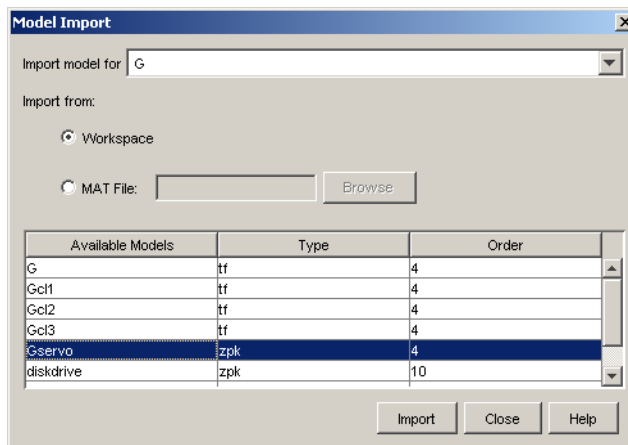 Model Import
Import model for G
Import from:
Workspace
MAT File: Browse
Available Models Type Order
G tf 4
Gcl1 tf 4
Gcl2 tf 4
Gcl3 tf 4
Gservo zpk 4
diskdrive zpk 10
Import Close Help